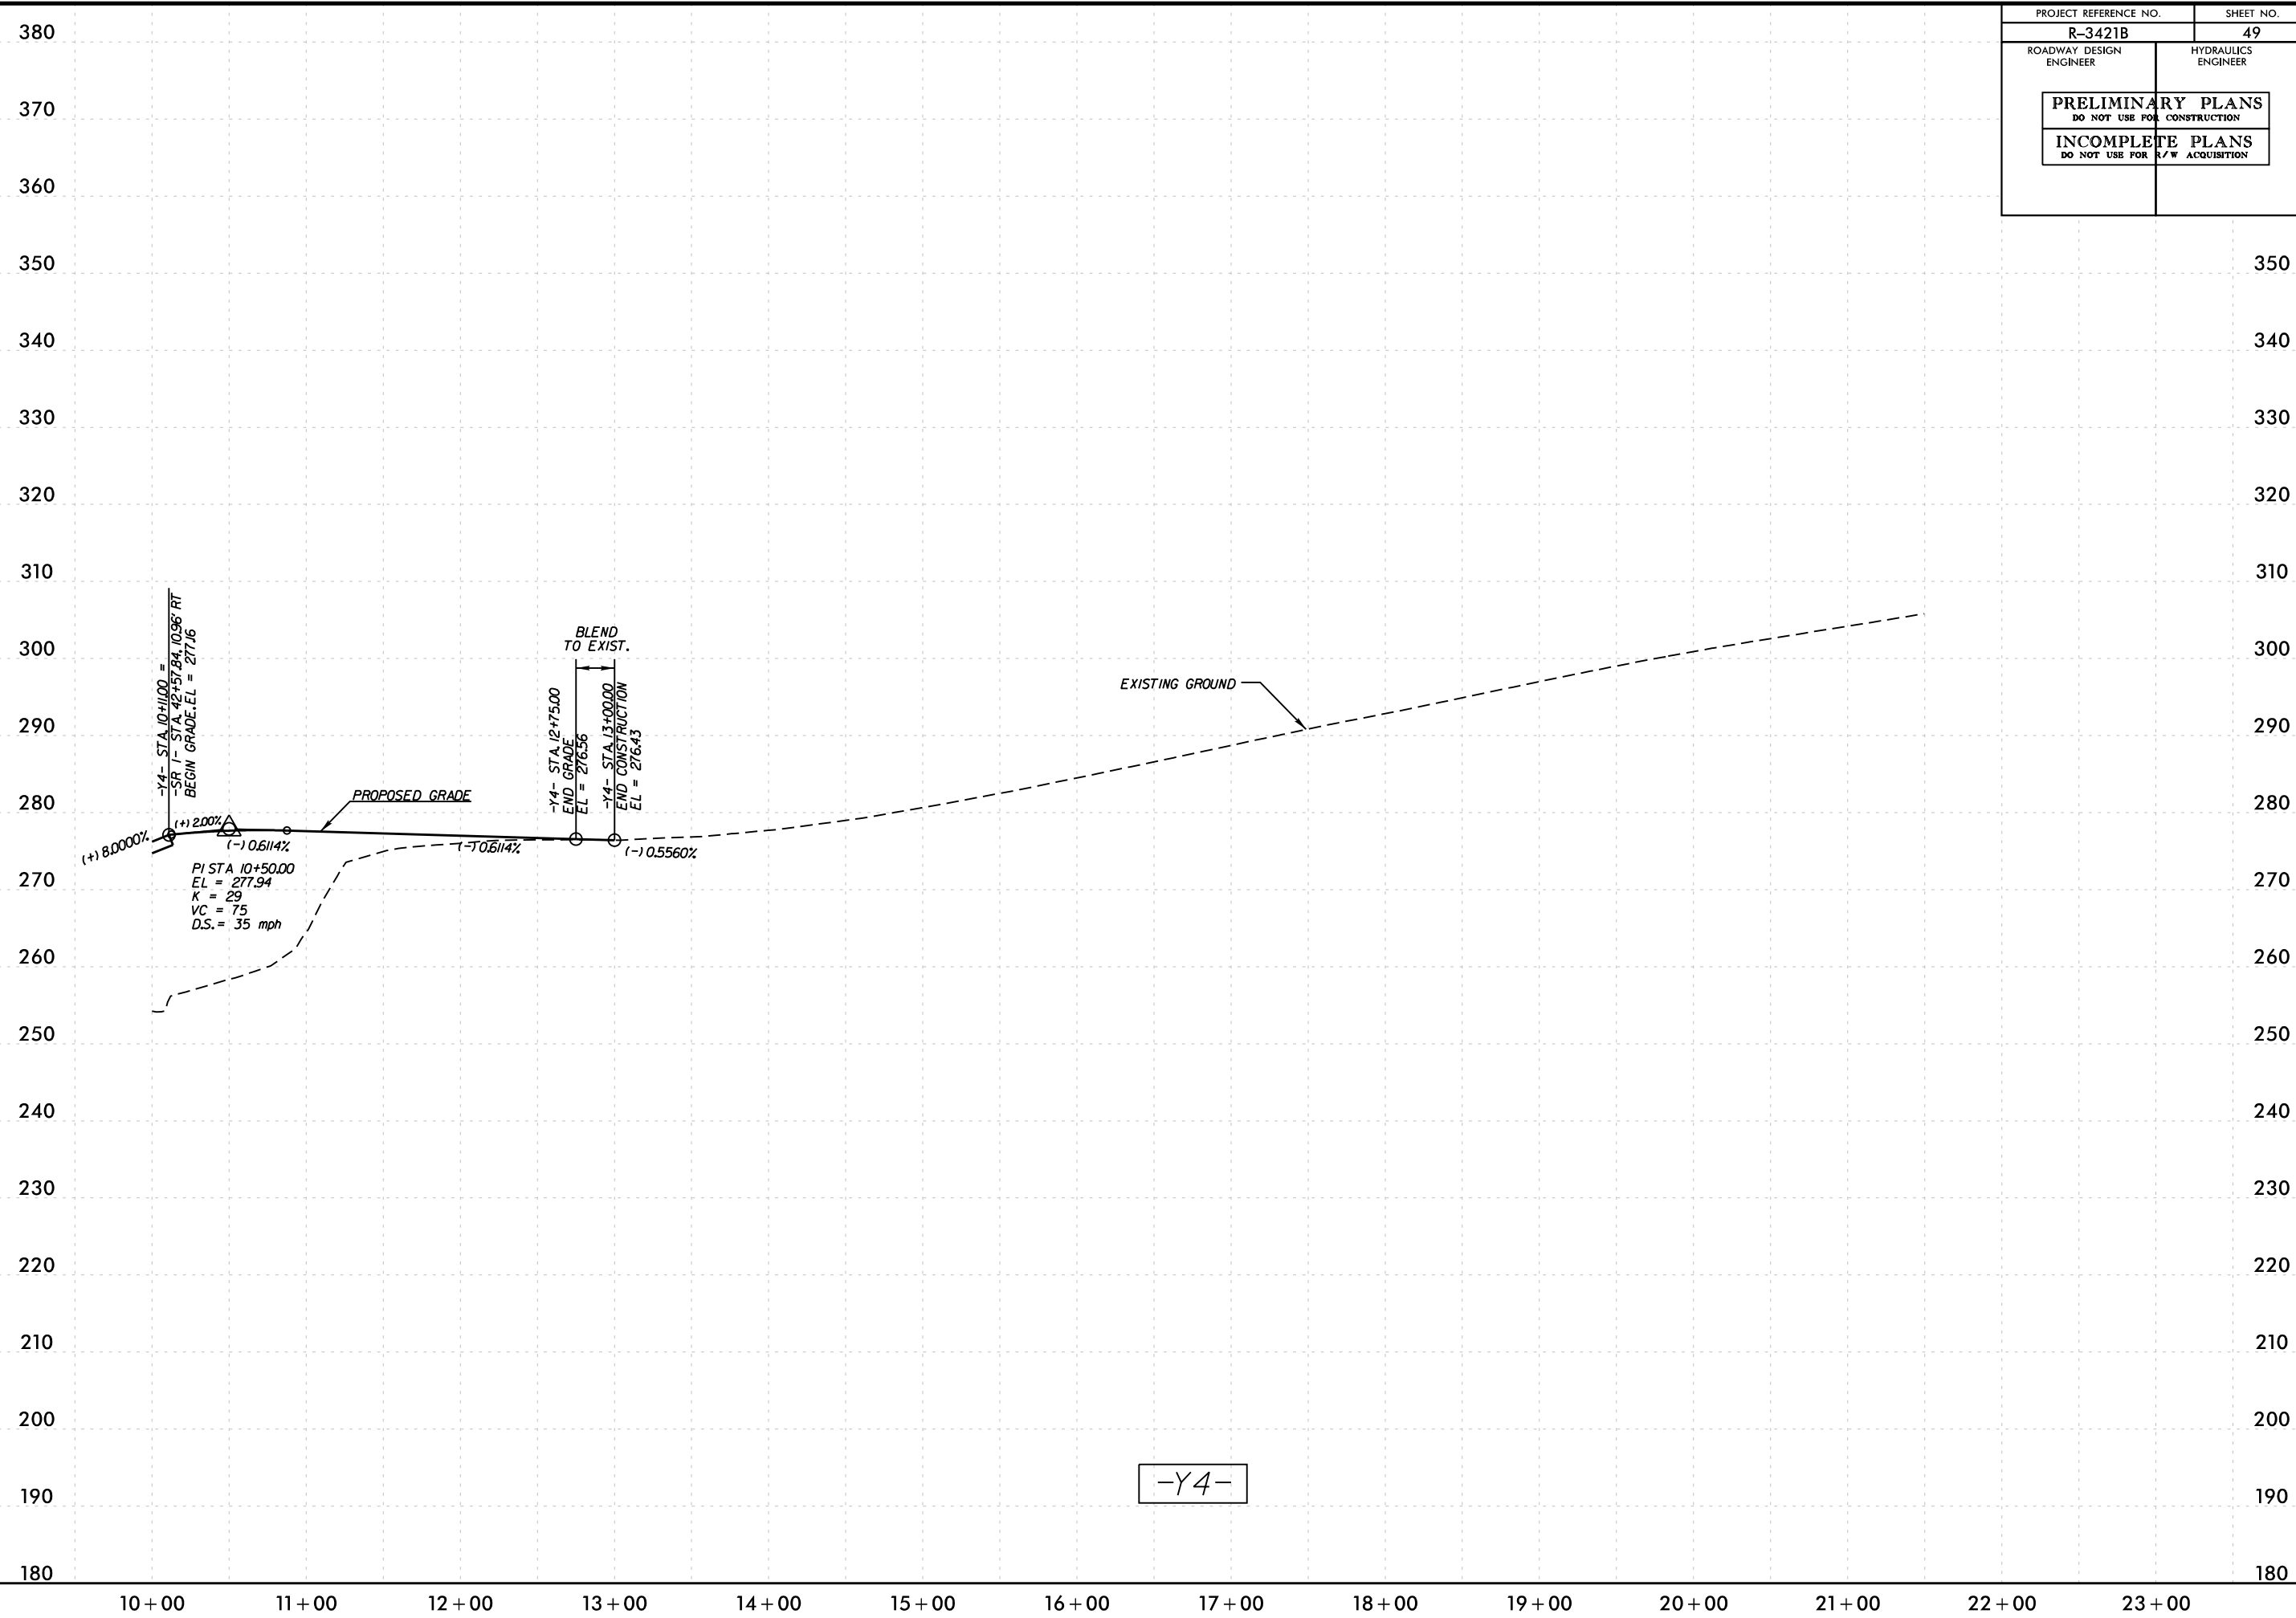 PROJECT REFERENCE NO.
SHEET NO.
R-3421B
49
ROADWAY DESIGN
ENGINEER
HYDRAULICS
ENGINEER
PRELIMINARY PLANS
DO NOT USE FOR CONSTRUCTION
INCOMPLETE PLANS
DO NOT USE FOR R/W ACQUISITION
380
370
360
350
350
340
340
330
330
320
320
310
310
300
300
290
290
280
280
270
270
260
260
250
250
240
240
230
230
220
220
210
210
200
200
190
190
180
180
-Y4- STA. 10+11.00 =
-SR 1- STA. 42+57.84, 10.96' RT
BEGIN GRADE, EL = 277.16
BLEND
TO EXIST.
-Y4- STA. 12+75.00
END GRADE
EL = 276.56
-Y4- STA. 13+00.00
END CONSTRUCTION
EL = 276.43
EXISTING GROUND
PROPOSED GRADE
(+) 8.0000%
(+) 2.00%
(-) 0.6114%
(-) 0.6114%
(-) 0.5560%
PI STA 10+50.00
EL = 277.94
K = 29
VC = 75
D.S. = 35 mph
-Y4-
10+00
11+00
12+00
13+00
14+00
15+00
16+00
17+00
18+00
19+00
20+00
21+00
22+00
23+00